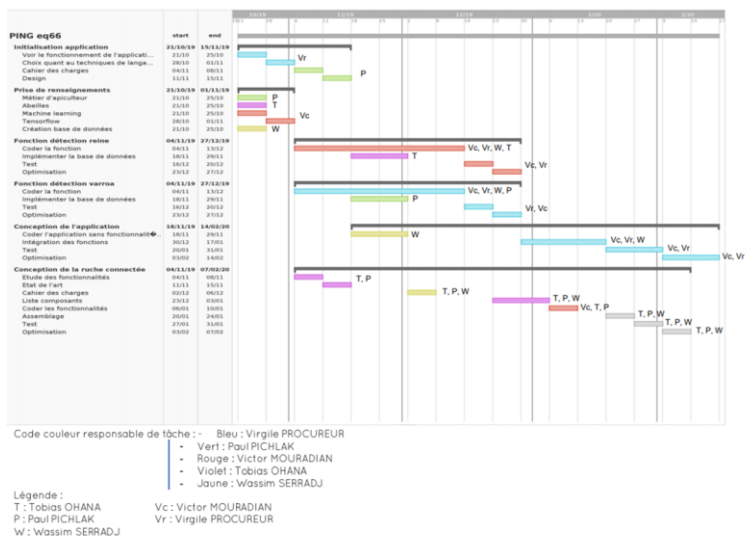 10/19 11/19 12/19 1/20 2/20
PING eq66 start end
Initialisation application 21/10/19 15/11/19
Voir le fonctionnement de l'applicati... 21/10 25/10
Choix quant au techniques de langa... 28/10 01/11 Vr
Cahier des charges 04/11 08/11
Design 11/11 15/11 P
Prise de renseignements 21/10/19 01/11/19
Métier d'apiculteur 21/10 25/10 P
Abeilles 21/10 25/10 T
Machine learning 21/10 25/10
Tensorflow 28/10 01/11 Vc
Création base de données 21/10 25/10 W
Fonction détection reine 04/11/19 27/12/19
Coder la fonction 04/11 13/12 Vc, Vr, W, T
Implémenter la base de données 18/11 29/11 T
Test 16/12 20/12 Vc, Vr
Optimisation 23/12 27/12
Fonction détection varroa 04/11/19 27/12/19
Coder la fonction 04/11 13/12 Vc, Vr, W, P
Implémenter la base de données 18/11 29/11 P
Test 16/12 20/12 Vr, Vc
Optimisation 23/12 27/12
Conception de l'application 18/11/19 14/02/20
Coder l'application sans fonctionnalit�... 18/11 29/11 W
Intégration des fonctions 30/12 17/01 Vc, Vr, W
Test 20/01 31/01 Vc, Vr
Optimisation 03/02 14/02 Vc, Vr
Conception de la ruche connectée 04/11/19 07/02/20
Etude des fonctionnalités 04/11 08/11 T, P
Etat de l'art 11/11 15/11
Cahier des charges 02/12 06/12 T, P, W
Liste composants 23/12 03/01 T, P, W
Coder les fonctionnalités 06/01 10/01 Vc, T, P
Assemblage 20/01 24/01 T, P, W
Test 27/01 31/01 T, P, W
Optimisation 03/02 07/02 T, P, W
Code couleur responsable de tâche : - Bleu : Virgile PROCUREUR
- Vert : Paul PICHLAK
- Rouge : Victor MOURADIAN
- Violet : Tobias OHANA
- Jaune : Wassim SERRADJ
Légende :
T : Tobias OHANA Vc : Victor MOURADIAN
P : Paul PICHLAK Vr : Virgile PROCUREUR
W : Wassim SERRADJ